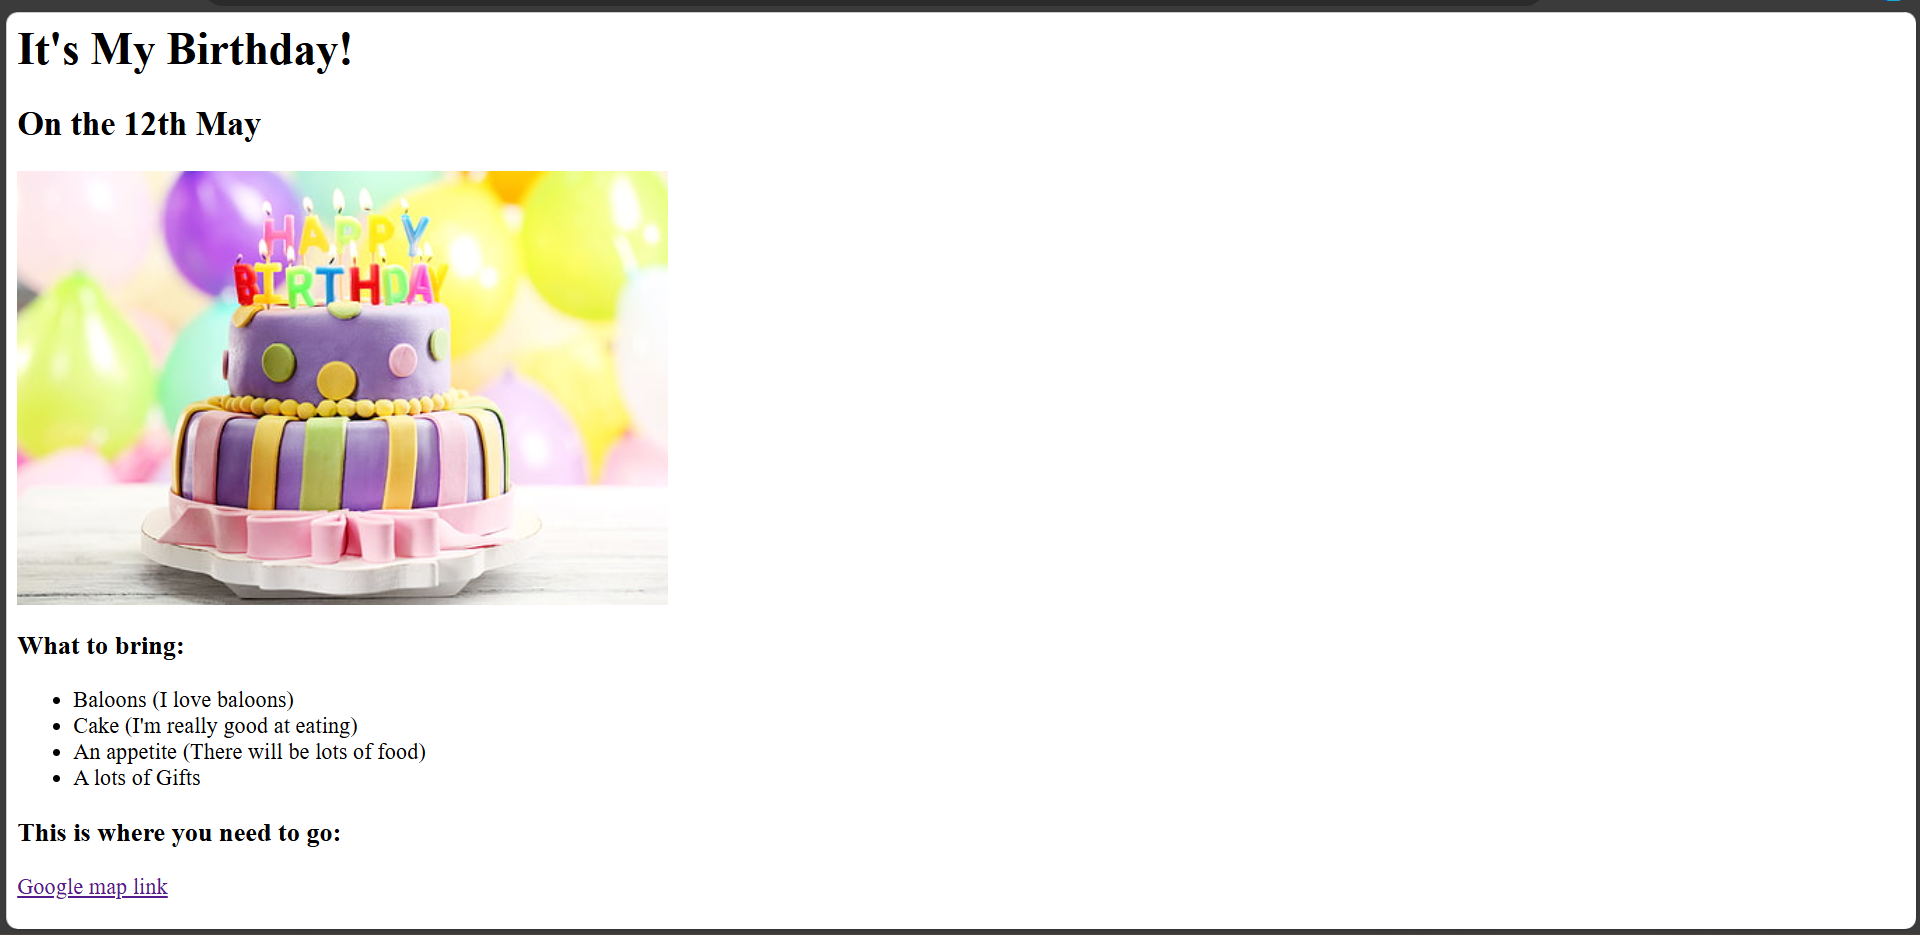 It's My Birthday!
On the 12th May
HAPPY
BIRTHDAY
What to bring:
Baloons (I love baloons)
Cake (I'm really good at eating)
An appetite (There will be lots of food)
A lots of Gifts
This is where you need to go:
Google map link